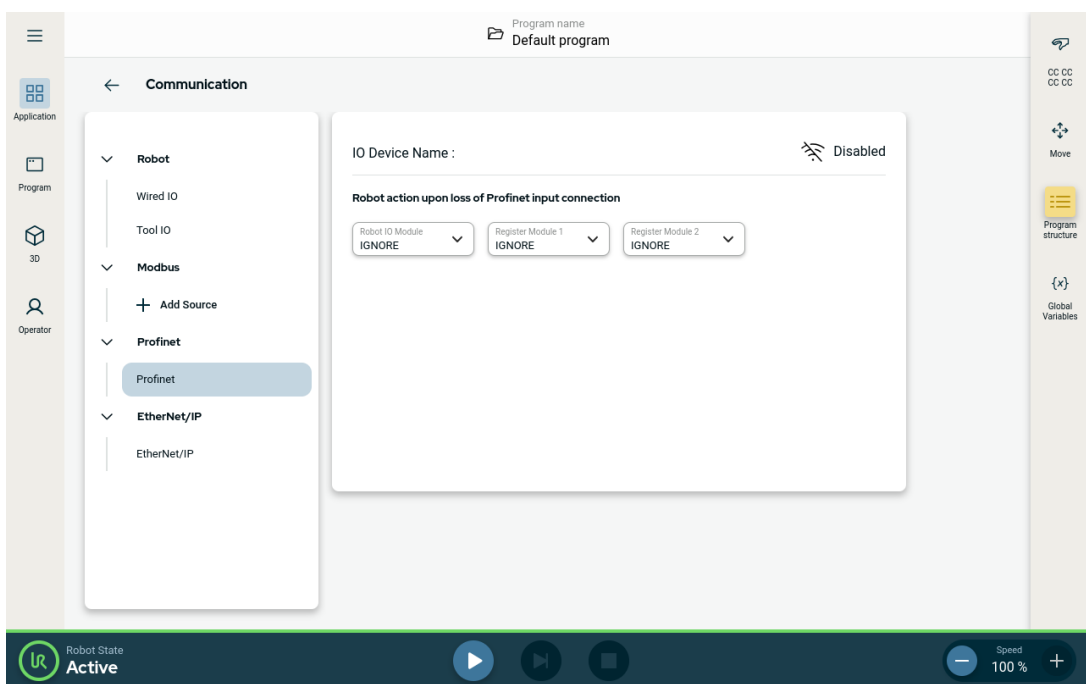 Program name
Default program
Application
Program
3D
Operator
Communication
Robot
Wired IO
Tool IO
Modbus
Add Source
Profinet
Profinet
EtherNet/IP
EtherNet/IP
IO Device Name :
Disabled
Robot action upon loss of Profinet input connection
Robot IO Module
IGNORE
Register Module 1
IGNORE
Register Module 2
IGNORE
CC CC
CC CC
Move
Program
structure
{x}
Global
Variables
UR
Robot State
Active
Speed
100 %